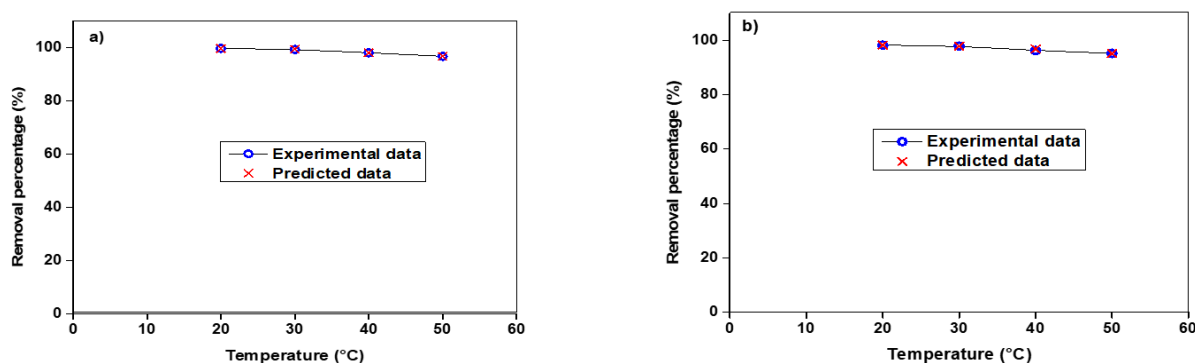 a)
100
80
60
40
20
0
Removal percentage (%)
Experimental data
Predicted data
0 10 20 30 40 50 60
Temperature (°C)
b)
100
80
60
40
20
0
Removal percentage (%)
Experimental data
Predicted data
0 10 20 30 40 50 60
Temperature (°C)